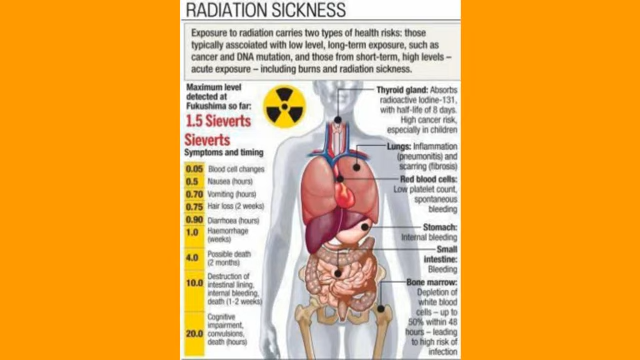 RADIATION SICKNESS
Exposure to radiation carries two types of health risks: those
typically asscoiated with low level, long-term exposure, such as
cancer and DNA mutation, and those from short-term, high levels –
acute exposure – including burns and radiation sickness.
Maximum level
detected at
Fukushima so far:
1.5 Sieverts
Sieverts
Symptoms and timing
0.05 Blood cell changes
0.5 Nausea (hours)
0.70 Vomiting (hours)
0.75 Hair loss (2 weeks)
0.90 Diarrhoea (hours)
1.0 Haemorrhage
(weeks)
4.0 Possible death
(2 months)
10.0 Destruction of
intestinal lining,
internal bleeding,
death (1-2 weeks)
20.0 Cognitive
impairment,
convulsions,
death (hours)
Thyroid gland: Absorbs
radioactive Iodine-131,
with half-life of 8 days.
High cancer risk,
especially in children
Lungs: Inflammation
(pneumonitis) and
scarring (fibrosis)
Red blood cells:
Low platelet count,
spontaneous
bleeding
Stomach:
Internal bleeding
Small
intestine:
Bleeding
Bone marrow:
Depletion of
white blood
cells – up to
50% within 48
hours – leading
to high risk of
infection